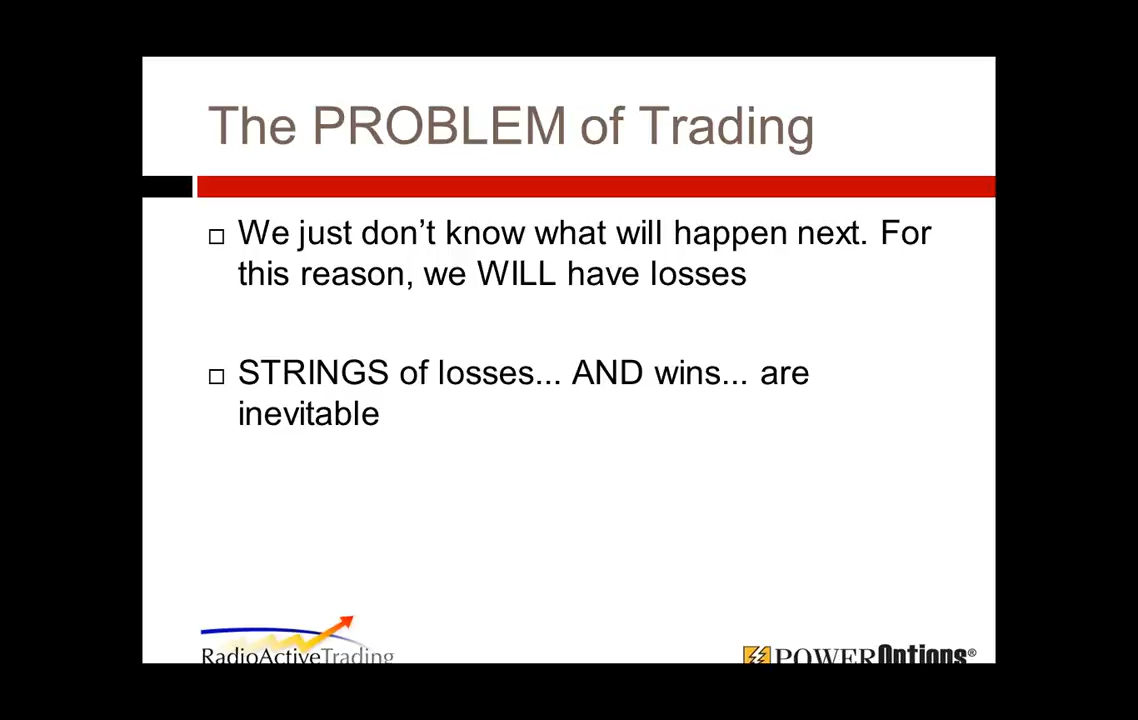 The PROBLEM of Trading
We just don’t know what will happen next. For
this reason, we WILL have losses
STRINGS of losses... AND wins... are
inevitable
RadioActiveTrading
POWEROptions®